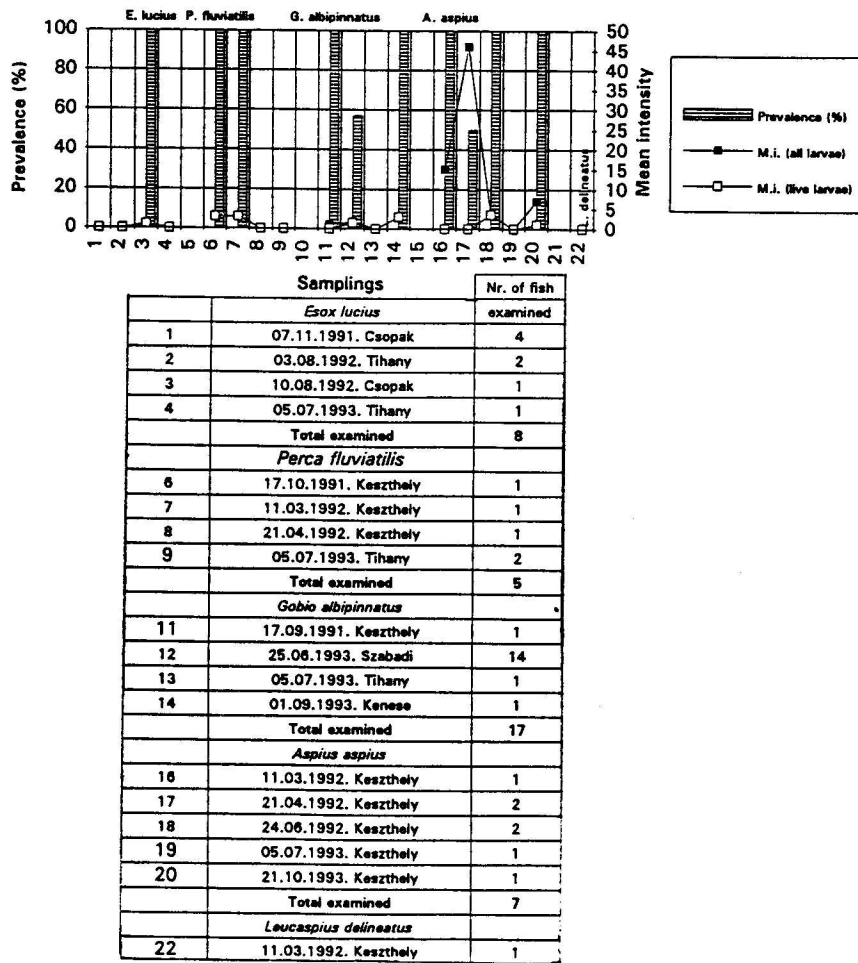 E. lucius P. fluviatilis G. albipinnatus A. aspius
Prevalence (%)
100
80
60
40
20
0
50
45
40
35
30
25
20
15
10
5
0
Mean intensity
L. delineatus
1 2 3 4 5 6 7 8 9 10 11 12 13 14 15 16 17 18 19 20 21 22
Prevalence (%)
M.i. (all larvae)
M.i. (live larvae)
Samplings Nr. of fish
Esox lucius examined
1 07.11.1991. Csopak 4
2 03.08.1992. Tihany 2
3 10.08.1992. Csopak 1
4 05.07.1993. Tihany 1
Total examined 8
Perca fluviatilis
6 17.10.1991. Keszthely 1
7 11.03.1992. Keszthely 1
8 21.04.1992. Keszthely 1
9 05.07.1993. Tihany 2
Total examined 5
Gobio albipinnatus
11 17.09.1991. Keszthely 1
12 25.06.1993. Szabadi 14
13 05.07.1993. Tihany 1
14 01.09.1993. Kenese 1
Total examined 17
Aspius aspius
16 11.03.1992. Keszthely 1
17 21.04.1992. Keszthely 2
18 24.06.1992. Keszthely 2
19 05.07.1993. Keszthely 1
20 21.10.1993. Keszthely 1
Total examined 7
Leucaspius delineatus
22 11.03.1992. Keszthely 1